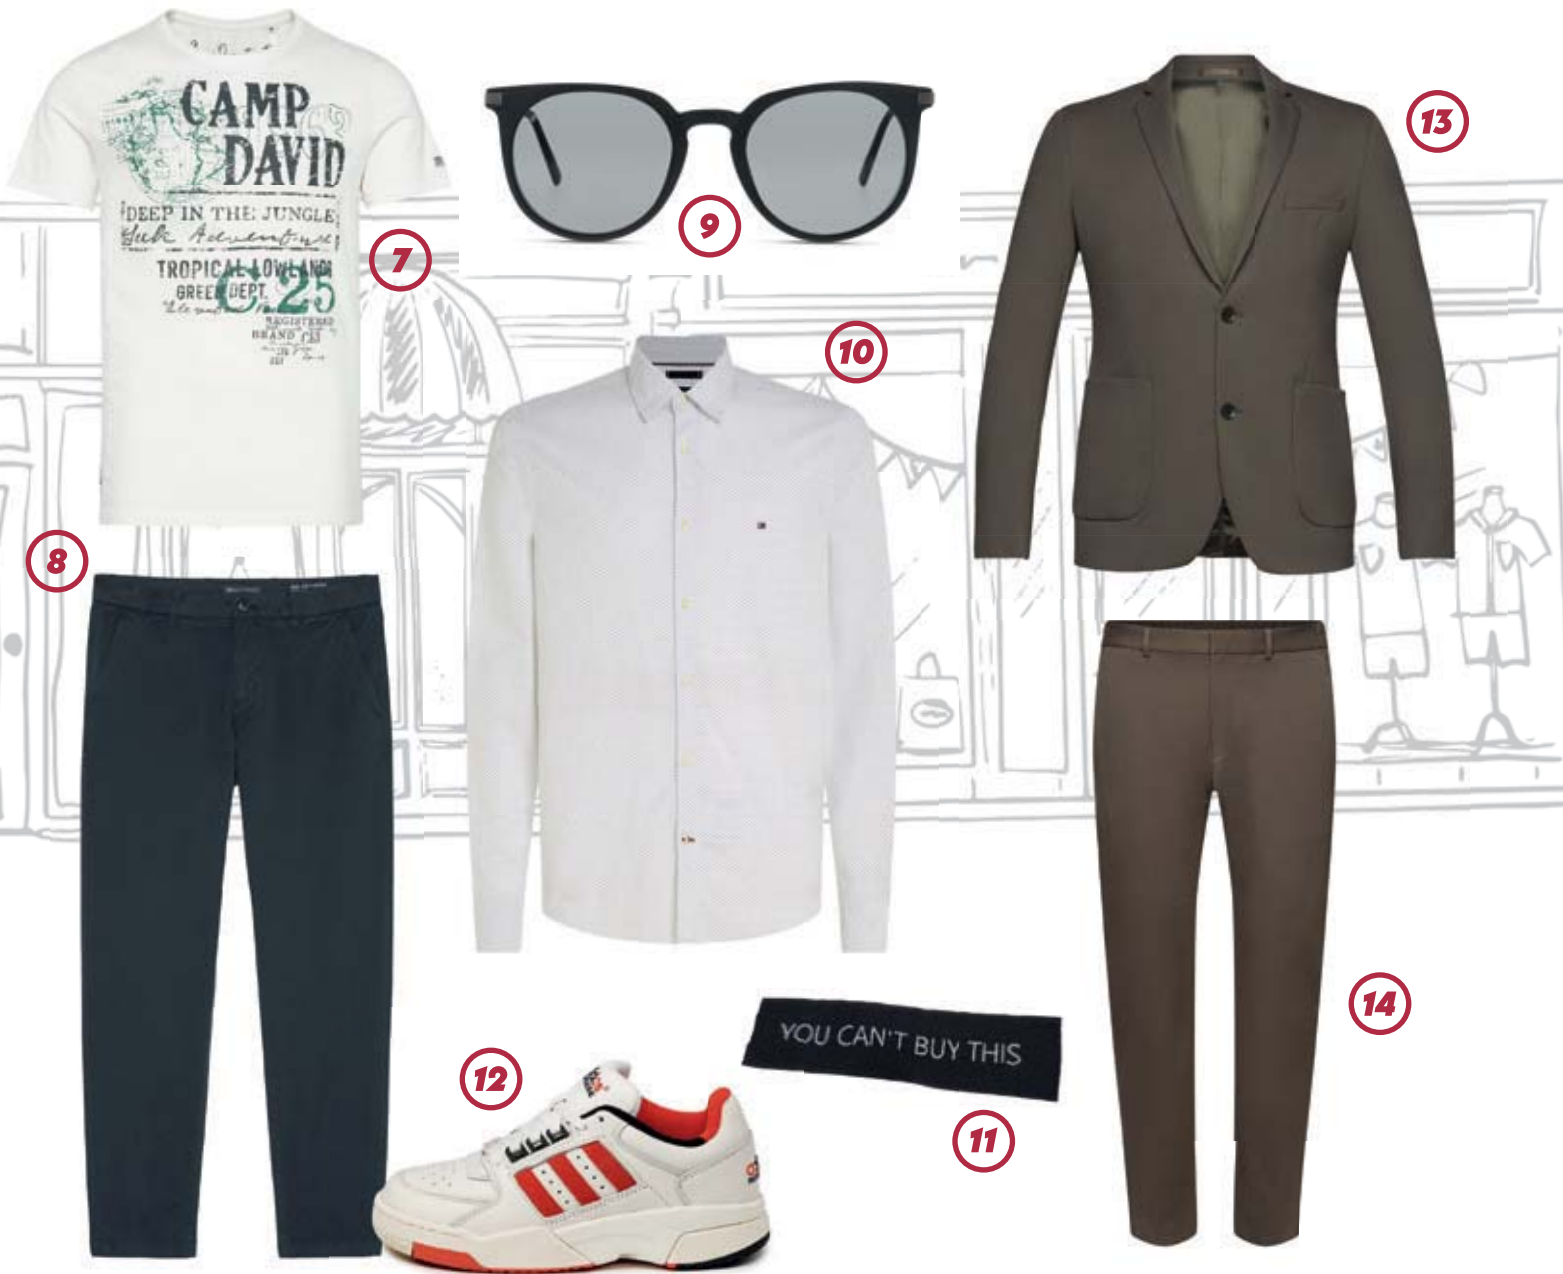 CAMP
DAVID
DEEP IN THE JUNGLE
TROPICAL LOWLANDS
GREEN DEPT.
C.25
REGISTERED
BRAND
7
8
9
10
13
YOU CAN'T BUY THIS
12
11
14